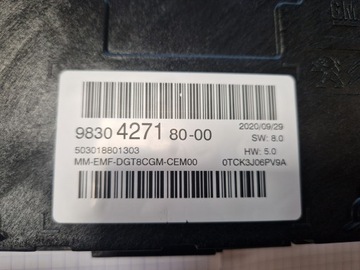 GM
9830 4271 80-00
2020/09/29
SW: 8.0
503018801303
HW: 5.0
MM-EMF-DGT8CGM-CEM00
0TCK3J06PV9A